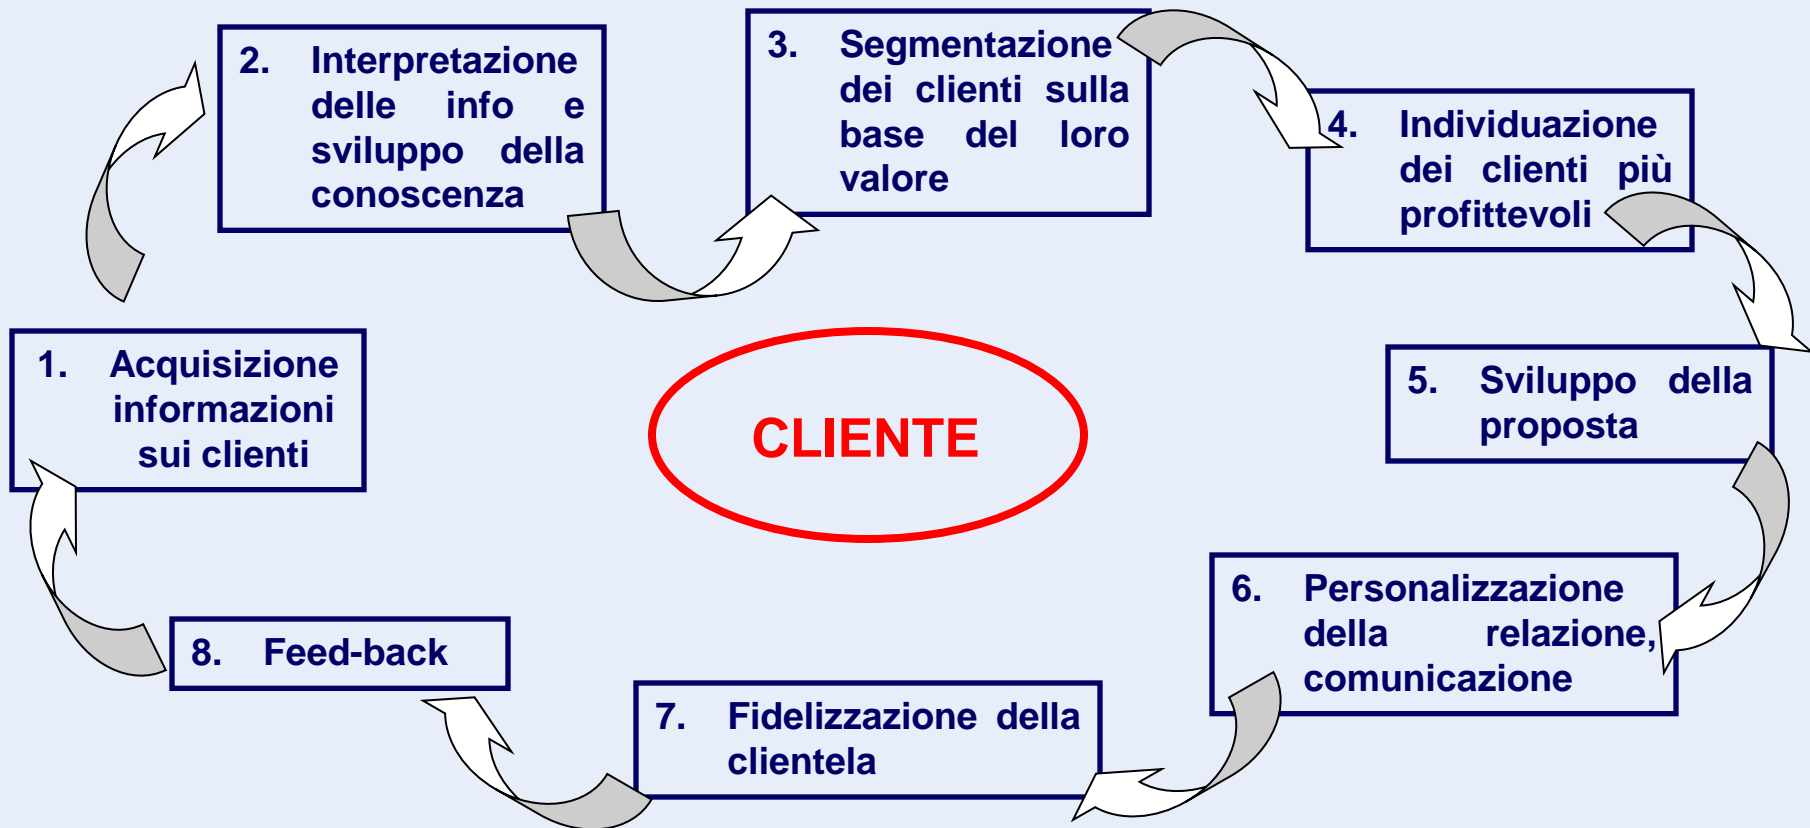 1. Acquisizione
informazioni
sui clienti
2. Interpretazione
delle info e
sviluppo della
conoscenza
3. Segmentazione
dei clienti sulla
base del loro
valore
4. Individuazione
dei clienti più
profittevoli
5. Sviluppo della
proposta
6. Personalizzazione
della relazione,
comunicazione
7. Fidelizzazione della
clientela
8. Feed-back
CLIENTE